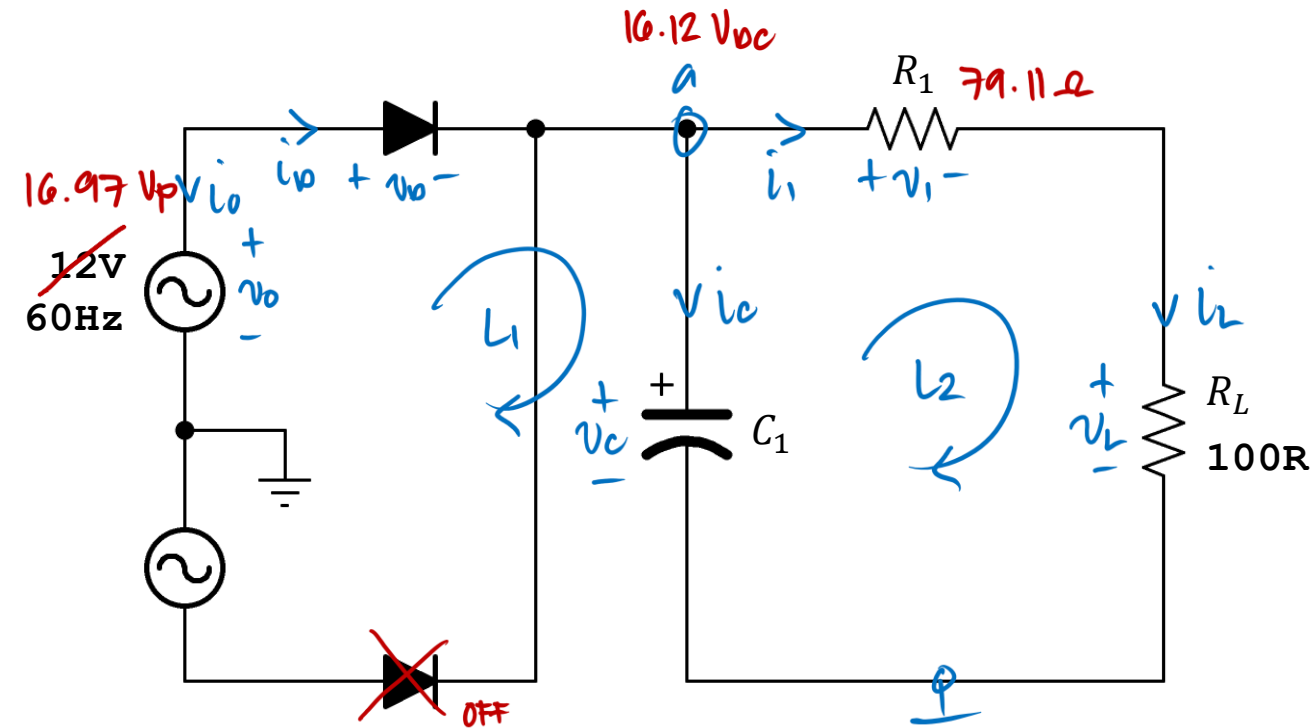 16.12 VDC
a
R1 79.11Ω
iD + vD -
i1 + v1 -
16.97 Vp
io
12V
60Hz
+
vo
-
L1
iC
L2
iL
+
+
vC
-
C1
+
vL
-
RL
100R
OFF